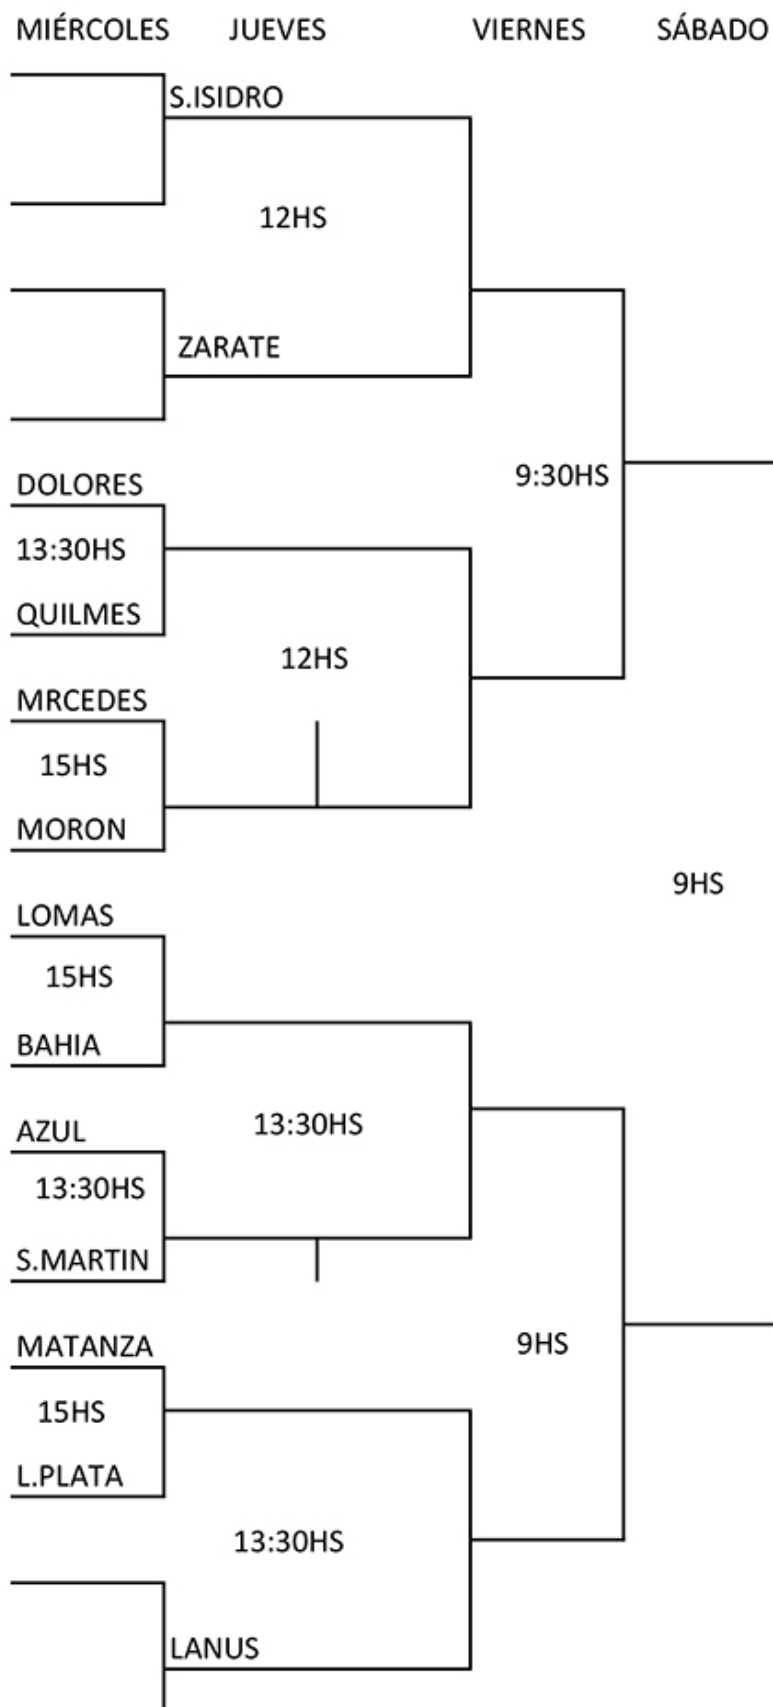 MIÉRCOLES JUEVES VIERNES SÁBADO
S.ISIDRO
12HS
ZARATE
9:30HS
DOLORES
13:30HS
QUILMES
12HS
MRCEDES
15HS
MORON
9HS
LOMAS
15HS
BAHIA
13:30HS
AZUL
13:30HS
S.MARTIN
9HS
MATANZA
15HS
L.PLATA
13:30HS
LANUS